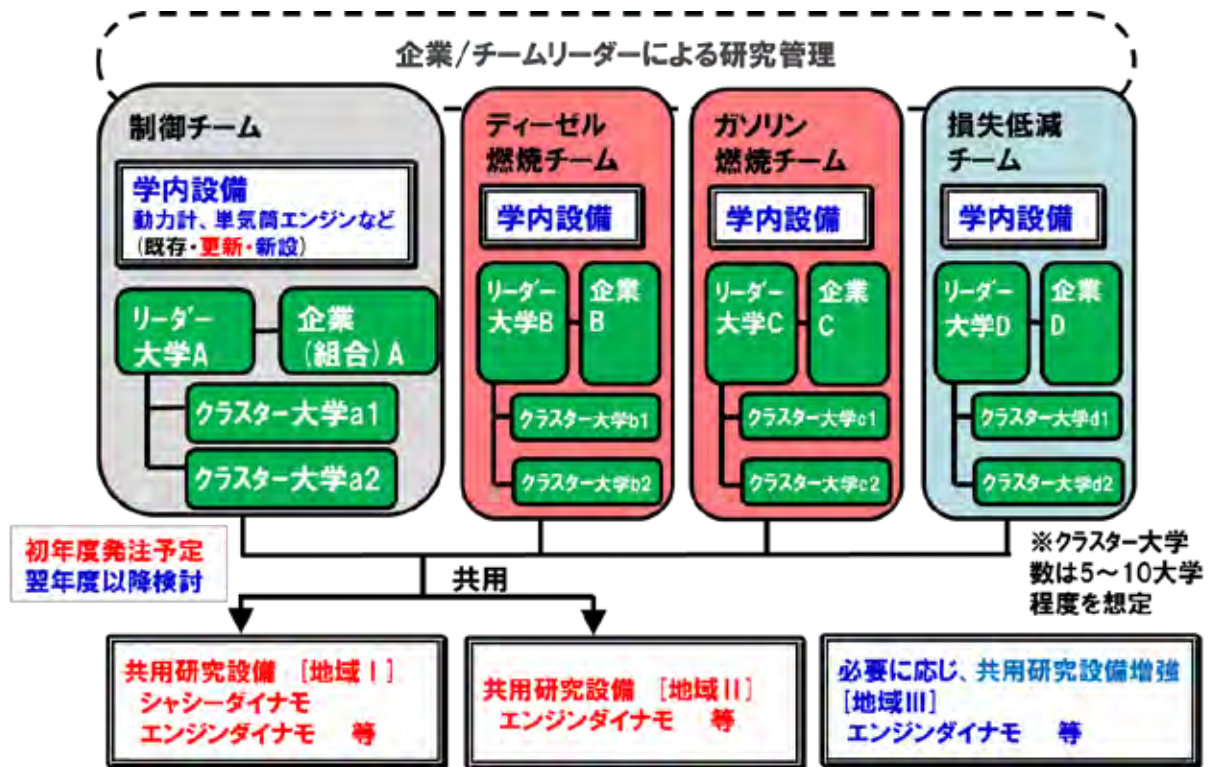 企業/チームリーダーによる研究管理
制御チーム
学内設備
動力計、単気筒エンジンなど
(既存・更新・新設)
リーダー
大学A
企業
(組合) A
クラスター大学a1
クラスター大学a2
ディーゼル
燃焼チーム
学内設備
リーダー
大学B
企業
B
クラスター大学b1
クラスター大学b2
ガソリン
燃焼チーム
学内設備
リーダー
大学C
企業
C
クラスター大学c1
クラスター大学c2
損失低減
チーム
学内設備
リーダー
大学D
企業
D
クラスター大学d1
クラスター大学d2
初年度発注予定
翌年度以降検討
共用
※クラスター大学
数は5～10大学
程度を想定
共用研究設備 [地域Ⅰ]
シャシーダイナモ
エンジンダイナモ 等
共用研究設備 [地域II]
エンジンダイナモ 等
必要に応じ、共用研究設備増強
[地域III]
エンジンダイナモ 等